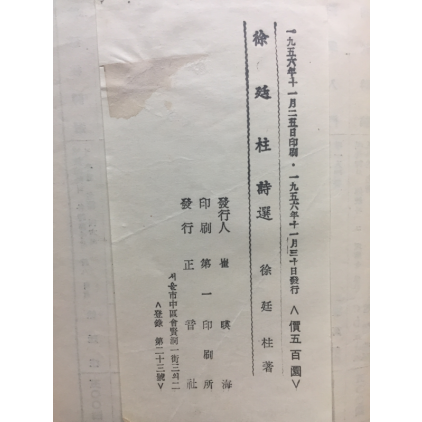 一九五六年十一月二五日印刷・一九五六年十一月三十日發行 <價五百圜>
徐廷柱詩選 徐廷柱著
發行人 崔暎海
印刷 第一印刷所
發行 正音社
서울市中區會賢洞一街三의二
<登錄 第二十三號>